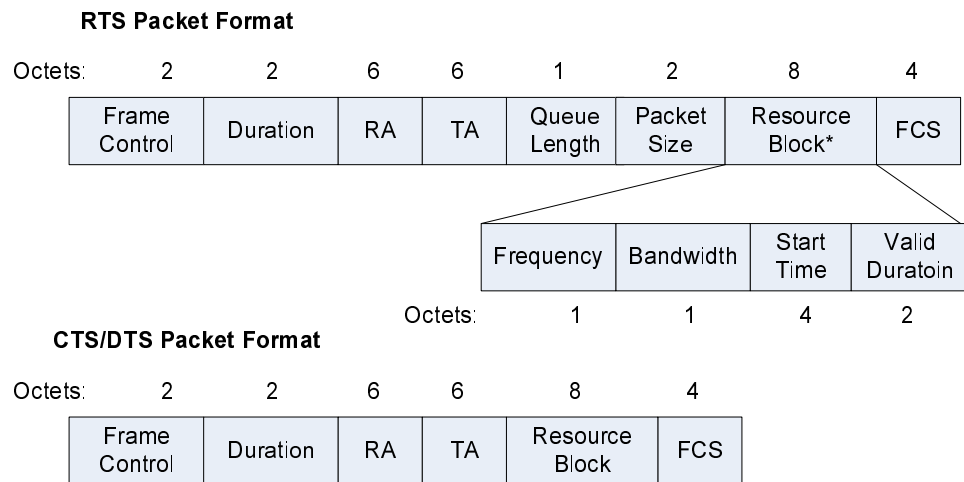 RTS Packet Format
Octets: 2 2 6 6 1 2 8 4
Frame Control Duration RA TA Queue Length Packet Size Resource Block* FCS
Frequency Bandwidth Start Time Valid Duratoin
Octets: 1 1 4 2
CTS/DTS Packet Format
Octets: 2 2 6 6 8 4
Frame Control Duration RA TA Resource Block FCS